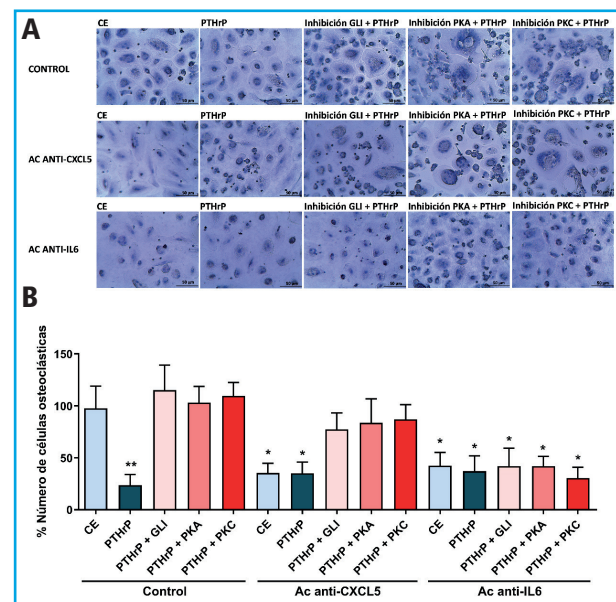 A
CE PTHrP Inhibición GLI + PTHrP Inhibición PKA + PTHrP Inhibición PKC + PTHrP
CONTROL
50 µm 50 µm 50 µm 50 µm 50 µm
CE PTHrP Inhibición GLI + PTHrP Inhibición PKA + PTHrP Inhibición PKC + PTHrP
AC ANTI-CXCL5
50 µm 50 µm 50 µm 50 µm 50 µm
CE PTHrP Inhibición GLI + PTHrP Inhibición PKA + PTHrP Inhibición PKC + PTHrP
AC ANTI-IL6
50 µm 50 µm 50 µm 50 µm 50 µm
B
% Número de células osteoclásticas
150
100
50
0
** * * * * * * *
CE PTHrP PTHrP + GLI PTHrP + PKA PTHrP + PKC CE PTHrP PTHrP + GLI PTHrP + PKA PTHrP + PKC CE PTHrP PTHrP + GLI PTHrP + PKA PTHrP + PKC
Control Ac anti-CXCL5 Ac anti-IL6